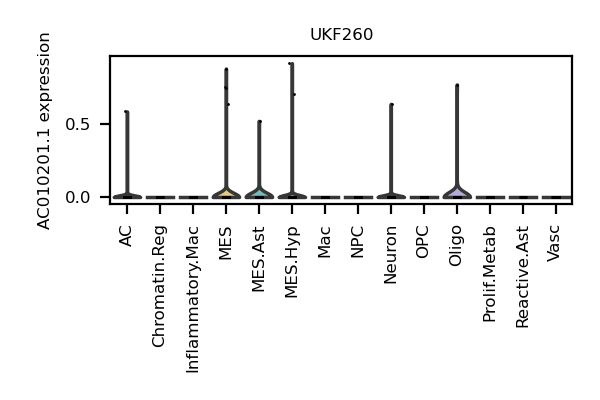 UKF260
AC010201.1 expression
0.5
0.0
AC
Chromatin.Reg
Inflammatory.Mac
MES
MES.Ast
MES.Hyp
Mac
NPC
Neuron
OPC
Oligo
Prolif.Metab
Reactive.Ast
Vasc